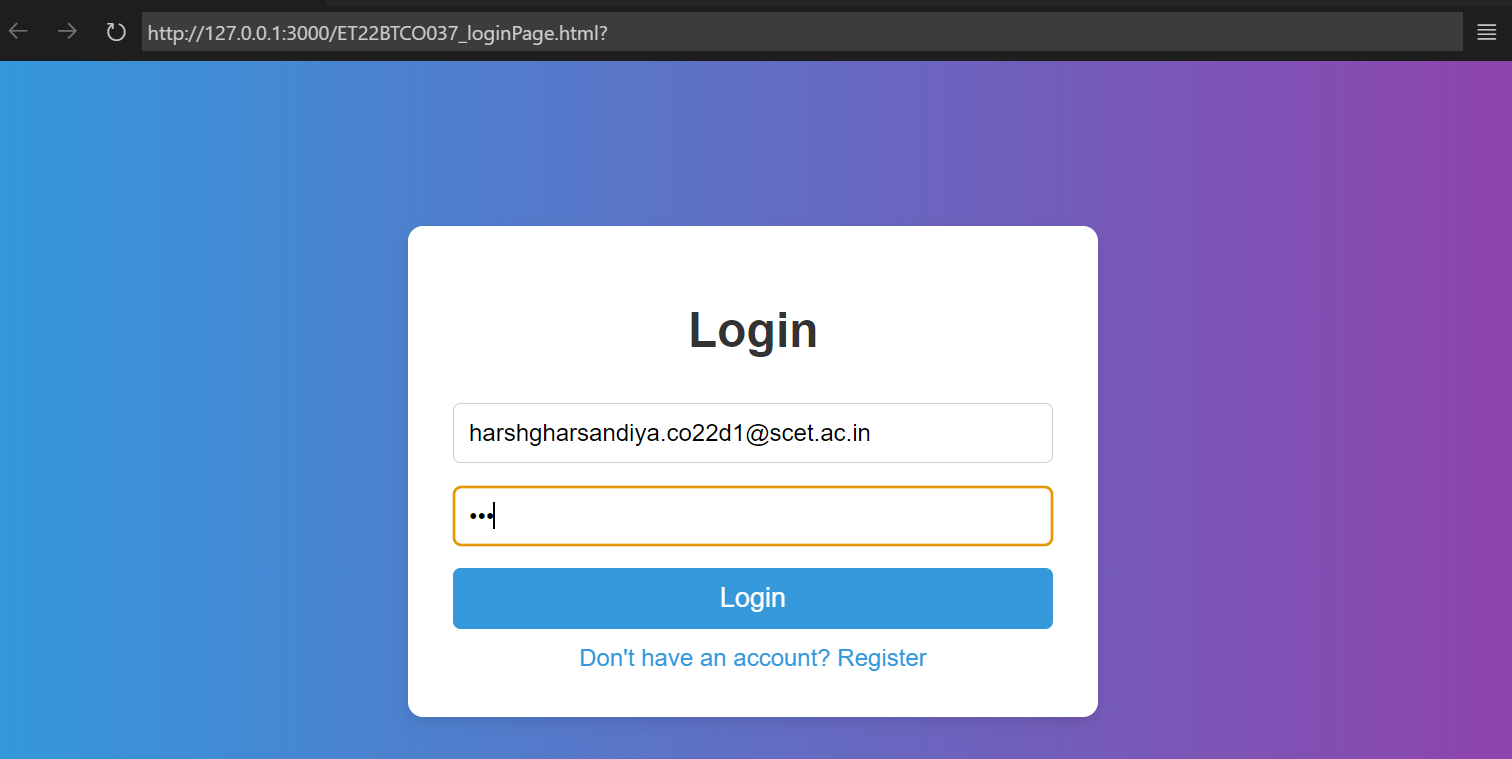 http://127.0.0.1:3000/ET22BTCO037_loginPage.html?
Login
harshgharsandiya.co22d1@scet.ac.in
•••
Login
Don't have an account? Register